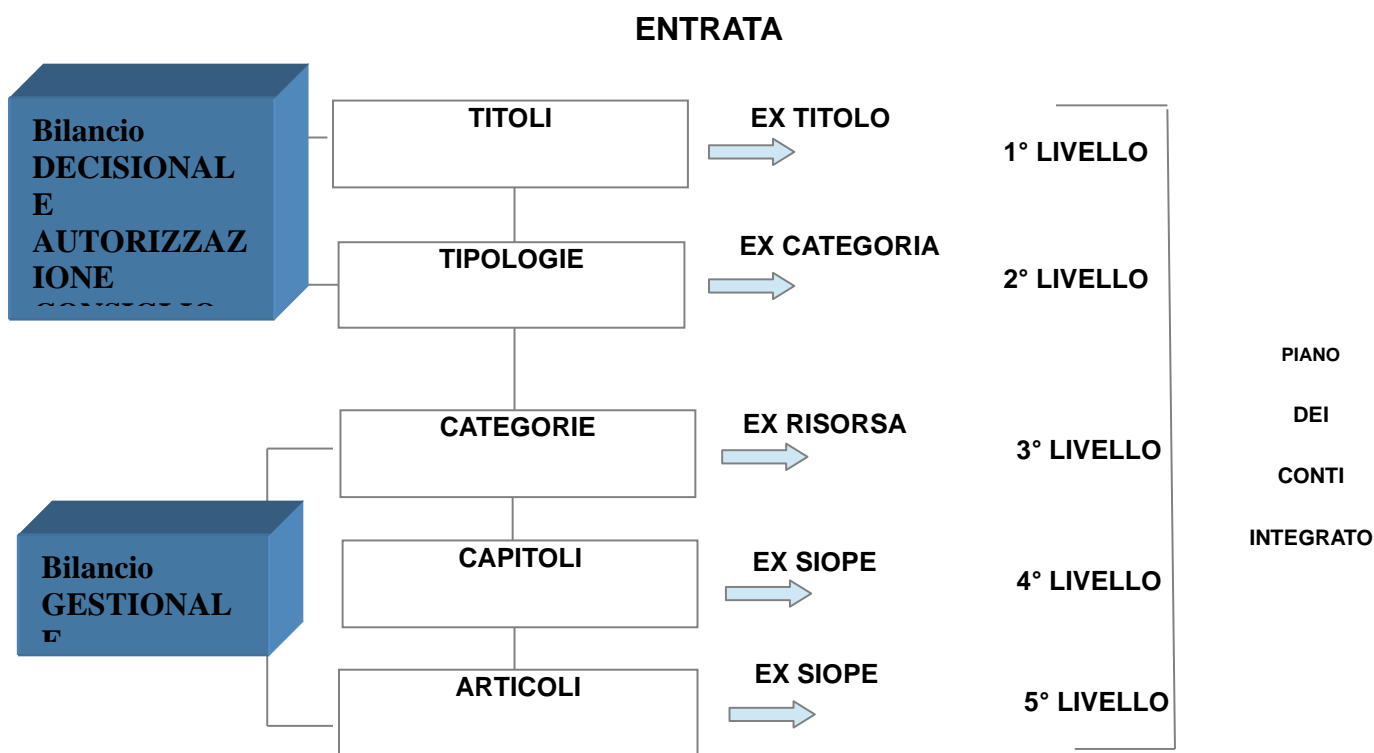 ENTRATA
Bilancio
DECISIONAL
E
AUTORIZZAZ
IONE
TITOLI
EX TITOLO
1° LIVELLO
TIPOLOGIE
EX CATEGORIA
2° LIVELLO
CATEGORIE
EX RISORSA
3° LIVELLO
Bilancio
GESTIONAL
E
CAPITOLI
EX SIOPE
4° LIVELLO
ARTICOLI
EX SIOPE
5° LIVELLO
PIANO
DEI
CONTI
INTEGRATO